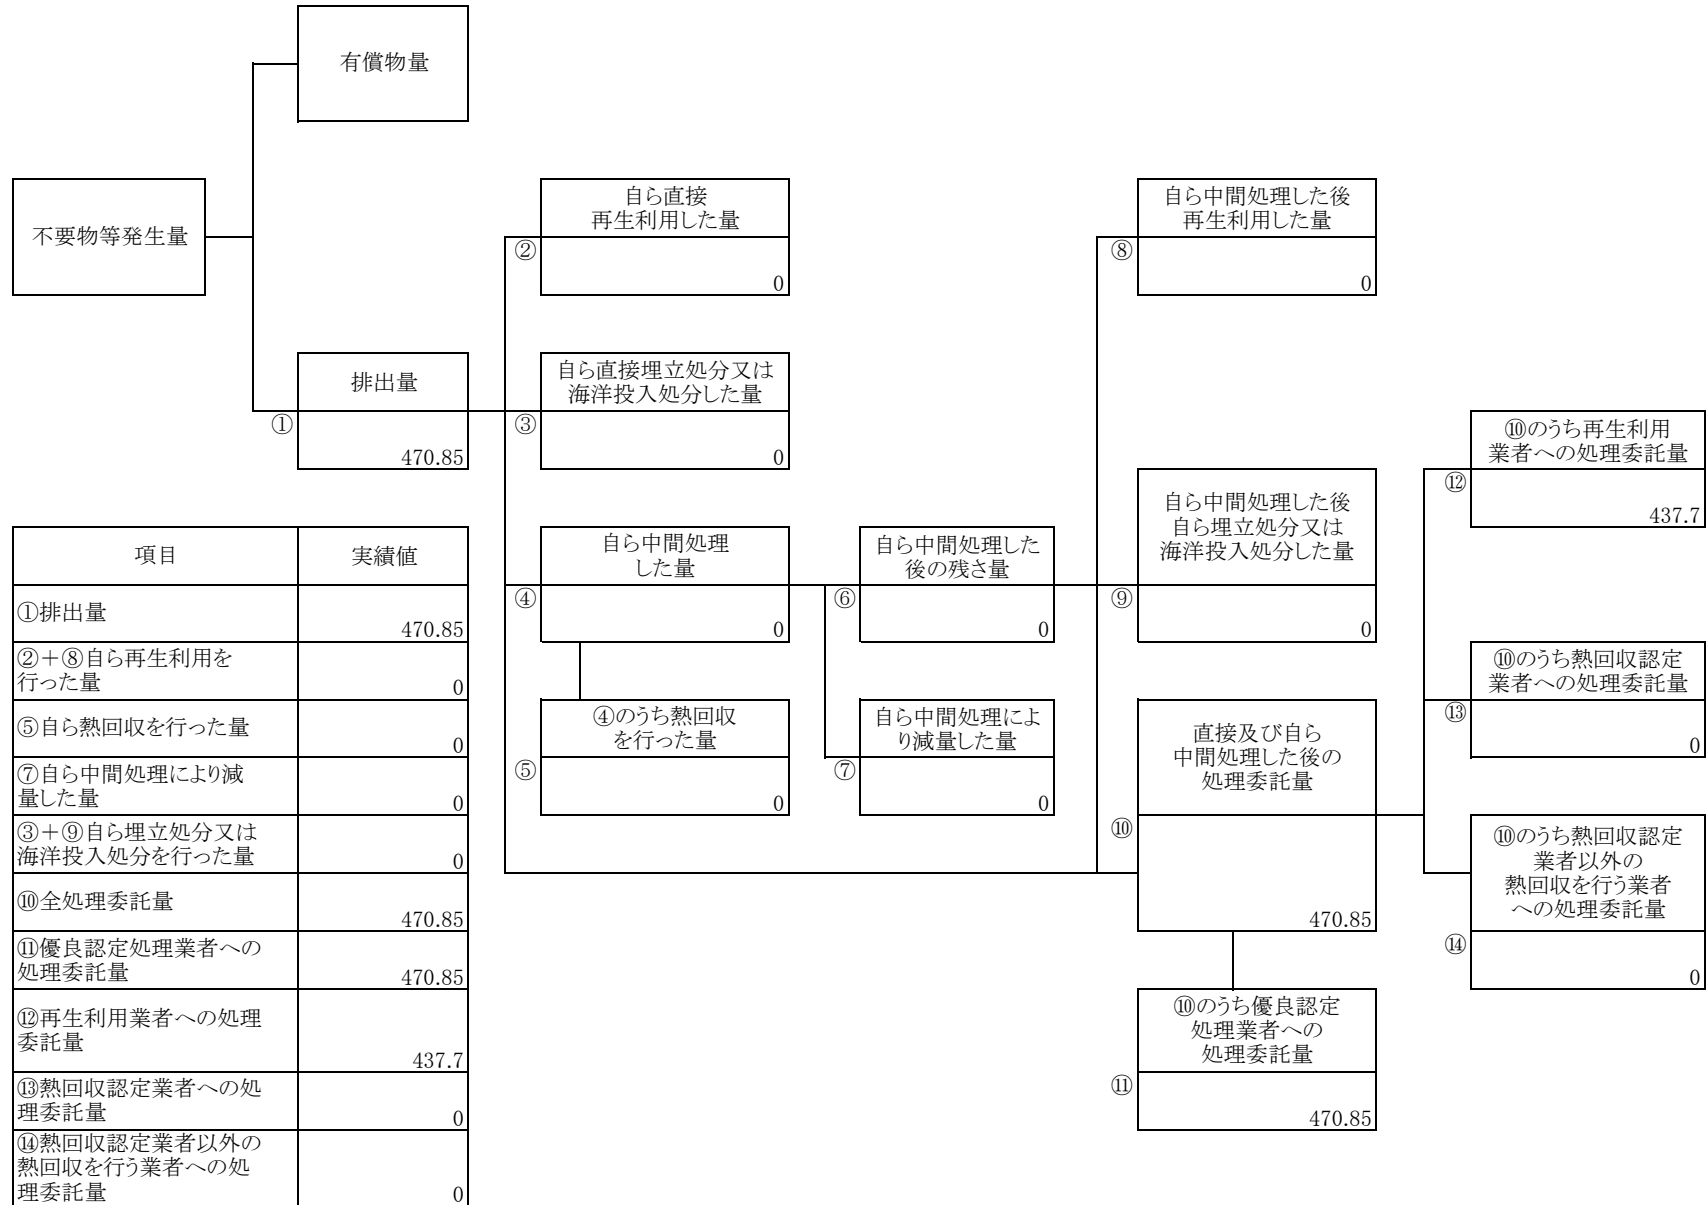 有償物量
不要物等発生量
自ら直接
再生利用した量
②
0
自ら中間処理した後
再生利用した量
⑧
0
排出量
①
470.85
自ら直接埋立処分又は
海洋投入処分した量
③
0
⑩のうち再生利用
業者への処理委託量
⑫
437.7
自ら中間処理した後
自ら埋立処分又は
海洋投入処分した量
⑨
0
自ら中間処理
した量
④
0
自ら中間処理した
後の残さ量
⑥
0
⑩のうち熱回収認定
業者への処理委託量
⑬
0
④のうち熱回収
を行った量
⑤
0
自ら中間処理によ
り減量した量
⑦
0
直接及び自ら
中間処理した後の
処理委託量
⑩
470.85
⑩のうち熱回収認定
業者以外の
熱回収を行う業者
への処理委託量
⑭
0
⑩のうち優良認定
処理業者への
処理委託量
⑪
470.85
項目 実績値
①排出量
470.85
②+⑧自ら再生利用を
行った量
0
⑤自ら熱回収を行った量
0
⑦自ら中間処理により減
量した量
0
③+⑨自ら埋立処分又は
海洋投入処分を行った量
0
⑩全処理委託量
470.85
⑪優良認定処理業者への
処理委託量
470.85
⑫再生利用業者への処理
委託量
437.7
⑬熱回収認定業者への処
理委託量
0
⑭熱回収認定業者以外の
熱回収を行う業者への処
理委託量
0